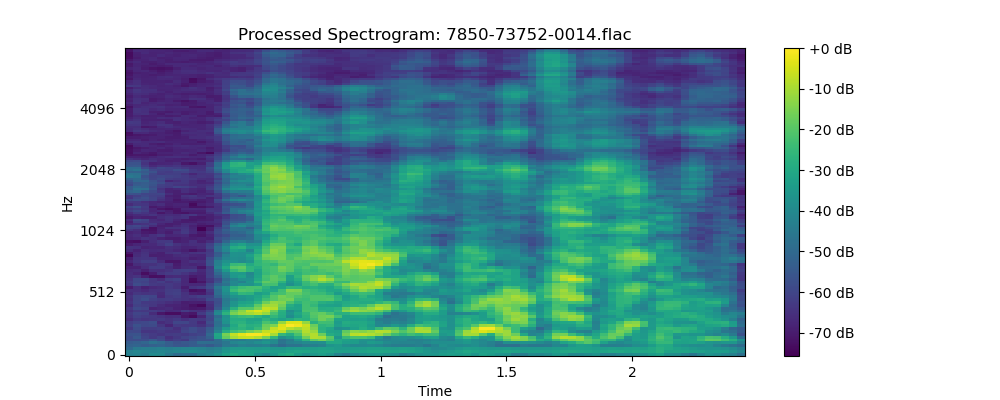 Processed Spectrogram: 7850-73752-0014.flac
Hz
4096
2048
1024
512
0
0
0.5
1
1.5
2
Time
+0 dB
-10 dB
-20 dB
-30 dB
-40 dB
-50 dB
-60 dB
-70 dB